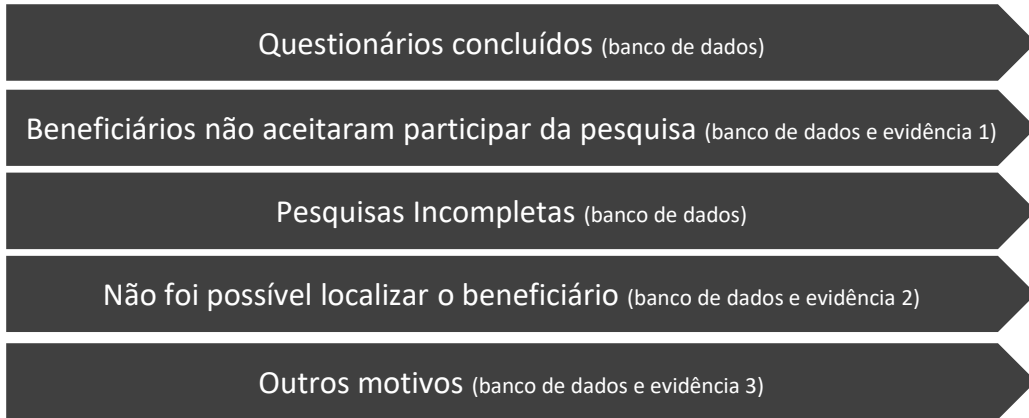 Questionários concluídos (banco de dados)
Beneficiários não aceitaram participar da pesquisa (banco de dados e evidência 1)
Pesquisas Incompletas (banco de dados)
Não foi possível localizar o beneficiário (banco de dados e evidência 2)
Outros motivos (banco de dados e evidência 3)